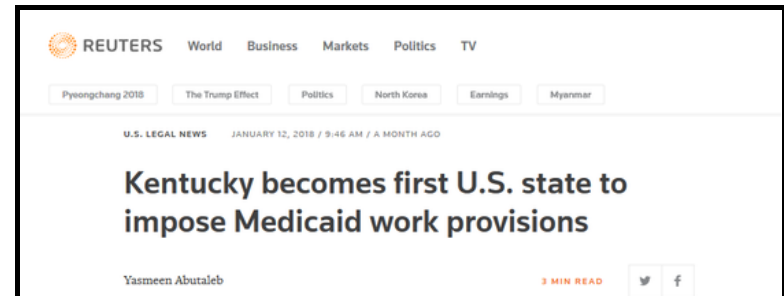 REUTERS World Business Markets Politics TV
Pyeongchang 2018 The Trump Effect Politics North Korea Earnings Myanmar
U.S. LEGAL NEWS JANUARY 12, 2018 / 9:46 AM / A MONTH AGO
Kentucky becomes first U.S. state to
impose Medicaid work provisions
Yasmeen Abutaleb 3 MIN READ